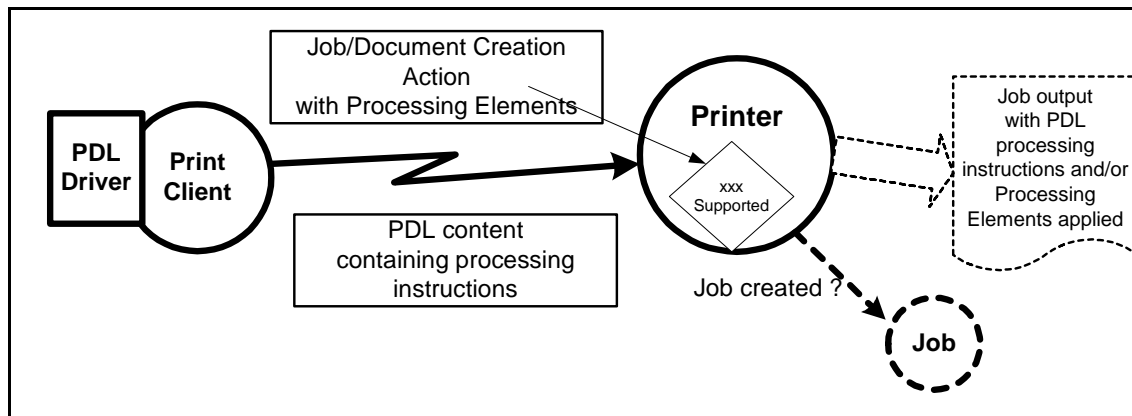 Job/Document Creation
Action
with Processing Elements
PDL
Driver
Print
Client
Printer
xxx
Supported
Job output
with PDL
processing
instructions and/or
Processing
Elements applied
PDL content
containing processing
instructions
Job created ?
Job